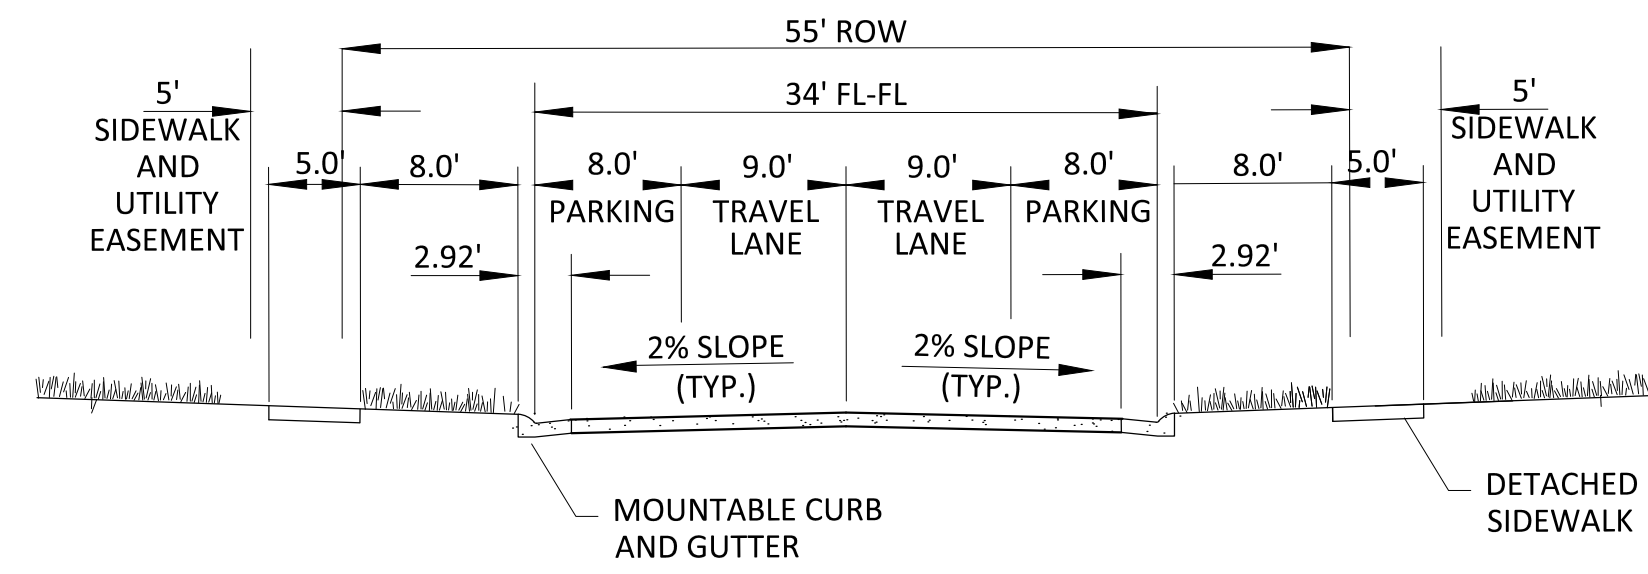 55' ROW
34' FL-FL
5'
SIDEWALK
AND
UTILITY
EASEMENT
5'
SIDEWALK
AND
UTILITY
EASEMENT
5.0'
8.0'
8.0'
9.0'
9.0'
8.0'
8.0'
5.0'
PARKING
TRAVEL
LANE
TRAVEL
LANE
PARKING
2.92'
2.92'
2% SLOPE
(TYP.)
2% SLOPE
(TYP.)
MOUNTABLE CURB
AND GUTTER
DETACHED
SIDEWALK